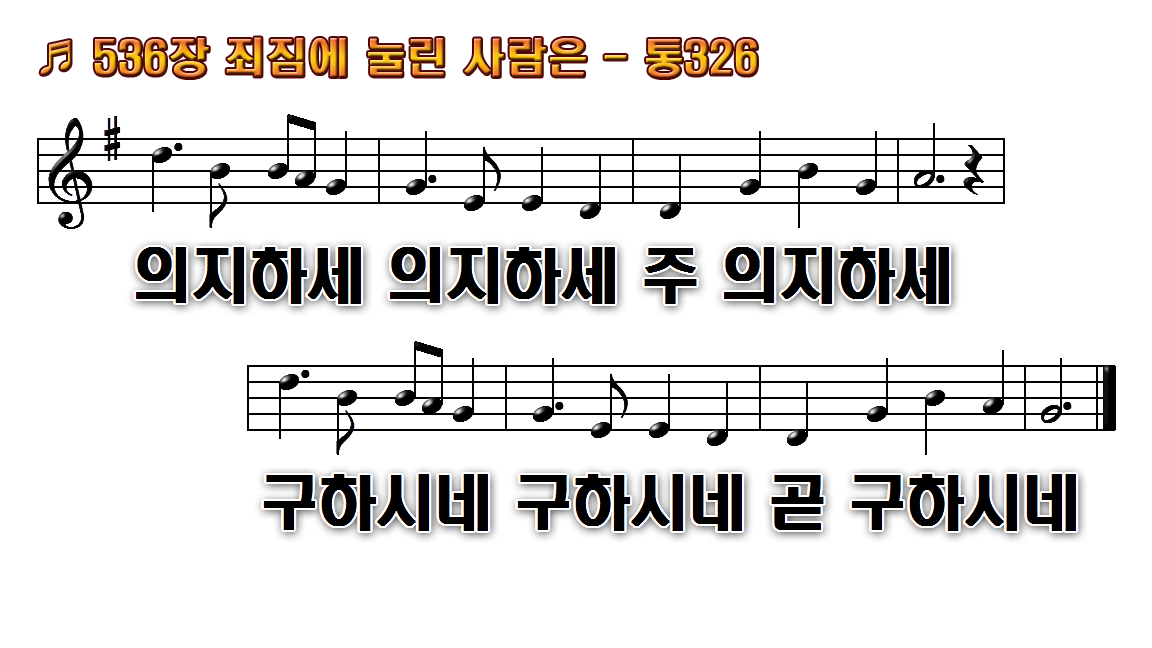 ♬ 536장 죄짐에 눌린 사람은 - 통326
의지하세 의지하세 주 의지하세
구하시네 구하시네 곧 구하시네